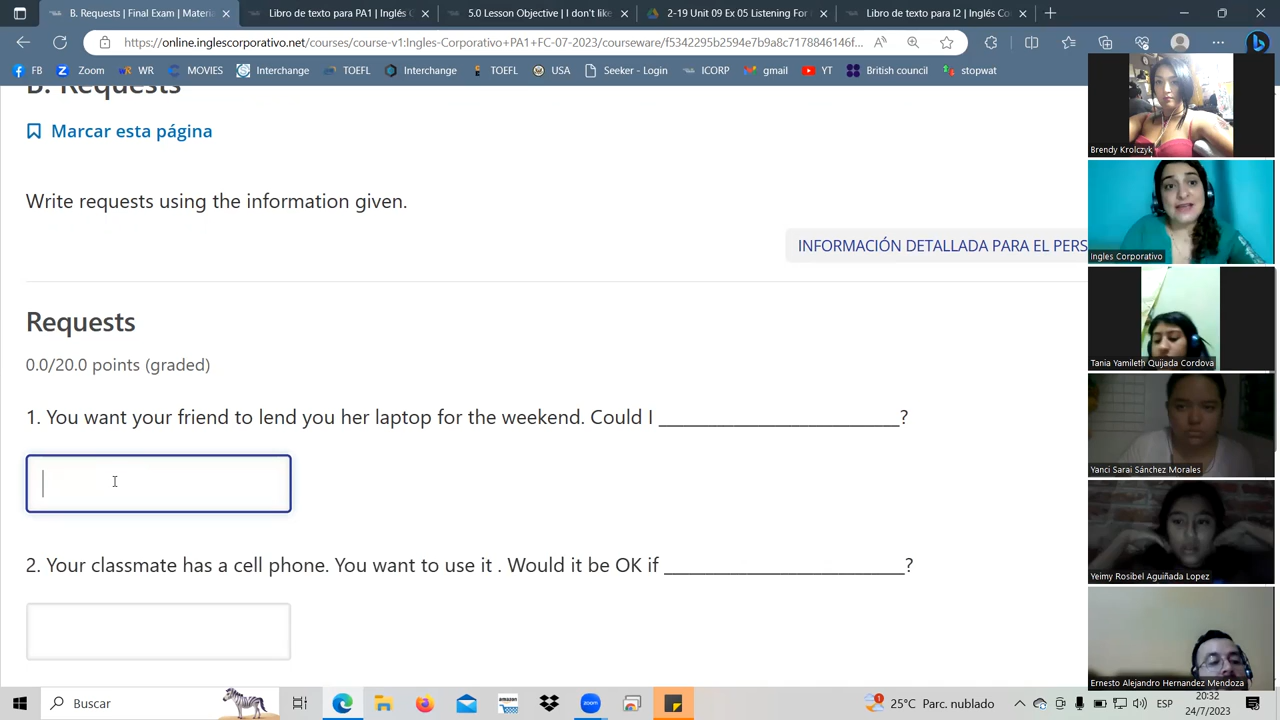 B. Requests | Final Exam | Materia
Libro de texto para PA1 | Inglés C
5.0 Lesson Objective | I don't like
2-19 Unit 03 Ex 05 Listening For
Libro de texto para I2 | Inglés Co
https://online.inglescorporativo.net/courses/course-v1:Ingles-Corporativo+PA1+FC-07-2023/courseware/f5342295b2594e7b9a8c7178846146f...
FB
Zoom
WR
MOVIES
Interchange
TOEFL
Interchange
TOEFL
USA
Seeker - Login
ICORP
gmail
YT
British council
stopwat
B. Requests
Marcar esta página
Write requests using the information given.
INFORMACIÓN DETALLADA PARA EL PERS
Requests
0.0/20.0 points (graded)
1. You want your friend to lend you her laptop for the weekend. Could I ________________________?
2. Your classmate has a cell phone. You want to use it . Would it be OK if ________________________?
Brendy Krolczyk
Ingles Corporativo
Tania Yamileth Quijada Cordova
Yanci Sarai Sánchez Morales
Yeimy Rosibel Aguiñada Lopez
Ernesto Alejandro Hernandez Mendoza
Buscar
amazon
zoom
1
25°C Parc. nublado
ESP
20:32
24/7/2023